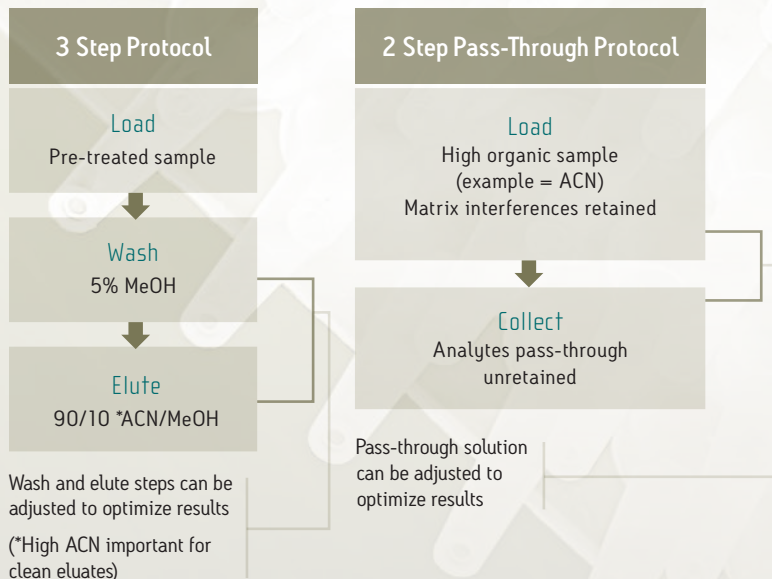 3 Step Protocol
Load
Pre-treated sample
Wash
5% MeOH
Elute
90/10 *ACN/MeOH
Wash and elute steps can be
adjusted to optimize results
(*High ACN important for
clean eluates)
2 Step Pass-Through Protocol
Load
High organic sample
(example = ACN)
Matrix interferences retained
Collect
Analytes pass-through
unretained
Pass-through solution
can be adjusted to
optimize results